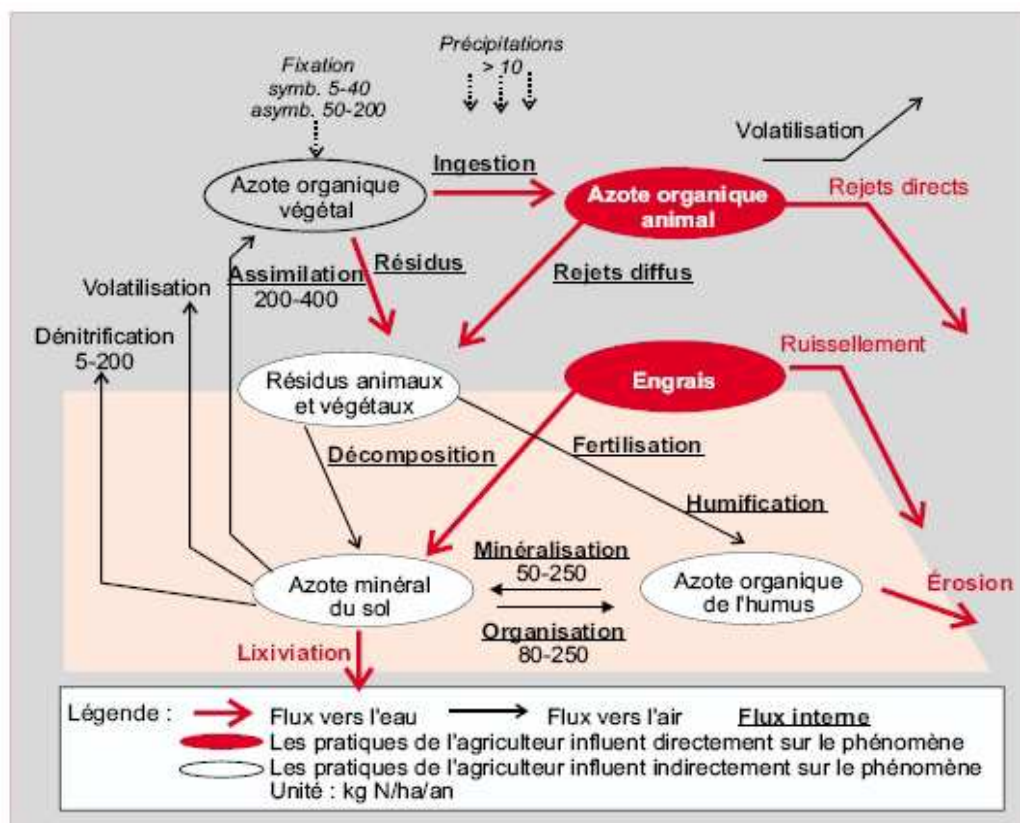 Précipitations
> 10
Fixation
symb. 5-40
asymb. 50-200
Volatilisation
Ingestion
Azote organique
végétal
Azote organique
animal
Rejets directs
Résidus
Rejets diffus
Assimilation
200-400
Volatilisation
Dénitrification
5-200
Ruissellement
Résidus animaux
et végétaux
Engrais
Fertilisation
Décomposition
Humification
Minéralisation
50-250
Azote minéral
du sol
Azote organique
de l'humus
Érosion
Organisation
80-250
Lixiviation
Légende : Flux vers l'eau Flux vers l'air Flux interne
Les pratiques de l'agriculteur influent directement sur le phénomène
Les pratiques de l'agriculteur influent indirectement sur le phénomène
Unité : kg N/ha/an